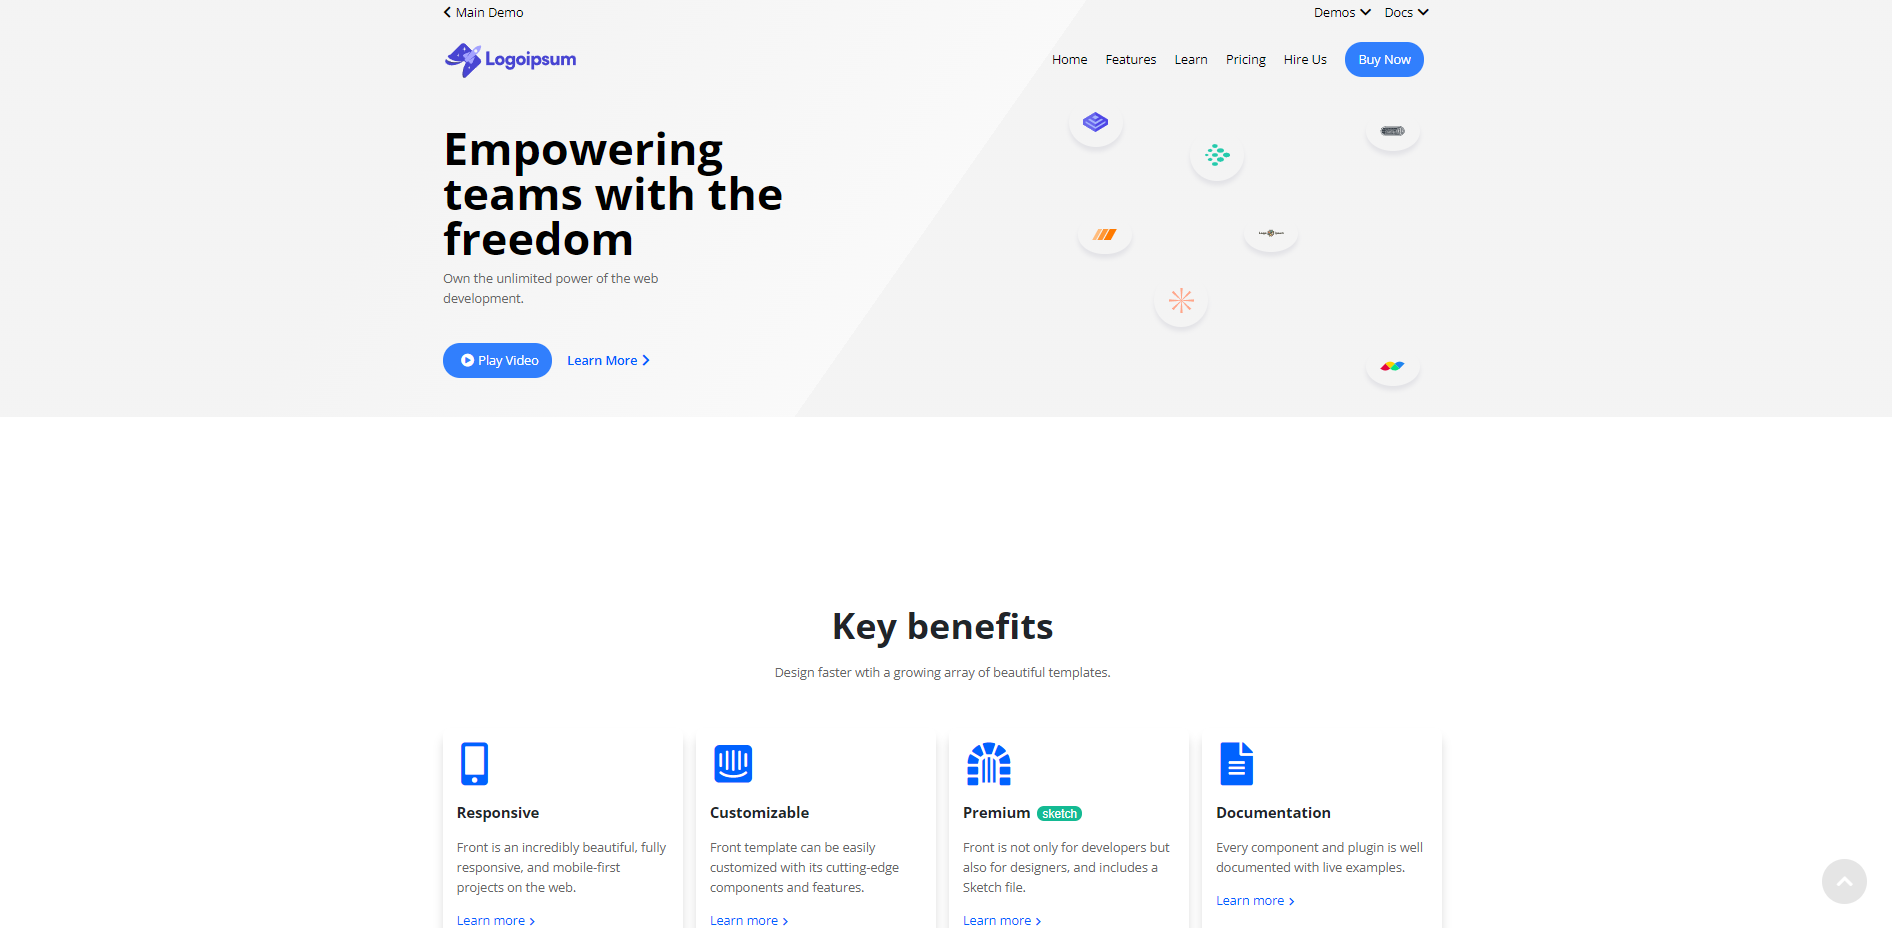 Main Demo
Demos Docs
Logoipsum
Home Features Learn Pricing Hire Us Buy Now
Empowering
teams with the
freedom
Own the unlimited power of the web
development.
Play Video Learn More
Key benefits
Design faster wtih a growing array of beautiful templates.
Responsive
Front is an incredibly beautiful, fully
responsive, and mobile-first
projects on the web.
Learn more
Customizable
Front template can be easily
customized with its cutting-edge
components and features.
Learn more
Premium sketch
Front is not only for developers but
also for designers, and includes a
Sketch file.
Learn more
Documentation
Every component and plugin is well
documented with live examples.
Learn more